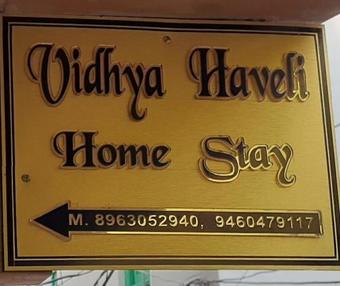 Vidhya Haveli
Home Stay
M. 8963052940, 9460479117